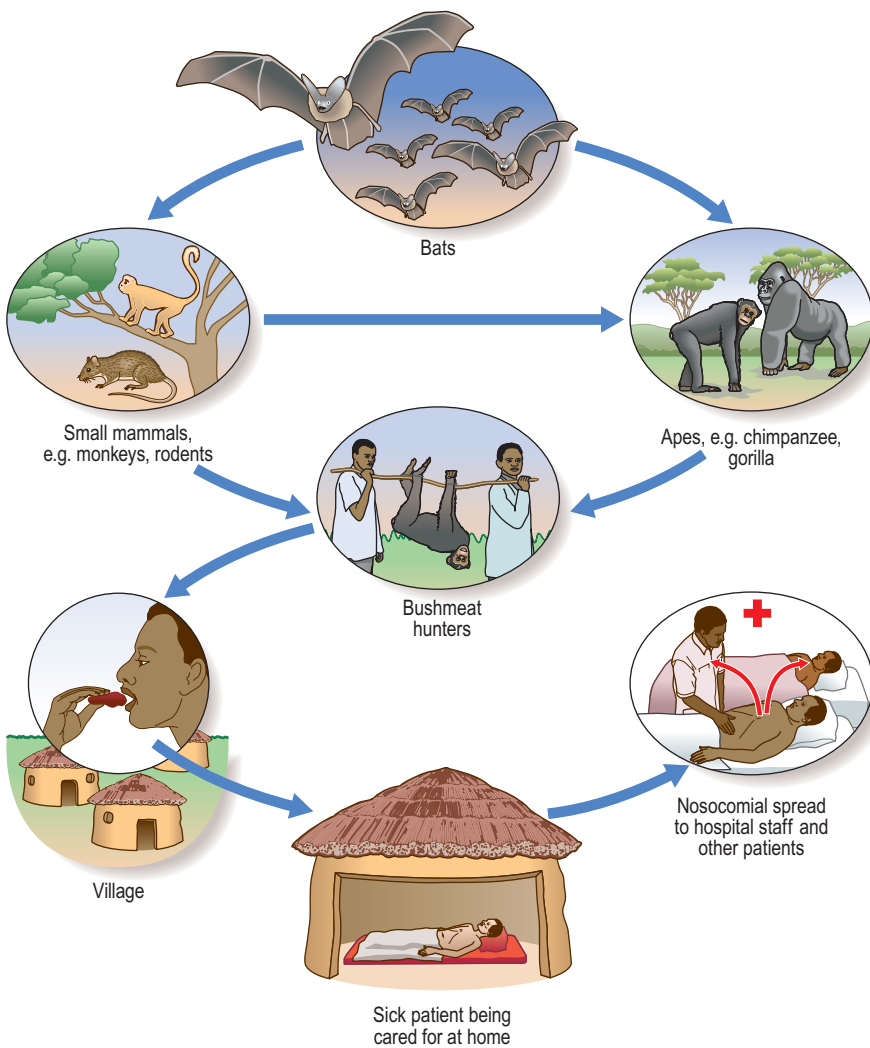 Bats
Small mammals,
e.g. monkeys, rodents
Apes, e.g. chimpanzee,
gorilla
Bushmeat
hunters
Village
Nosocomial spread
to hospital staff and
other patients
Sick patient being
cared for at home